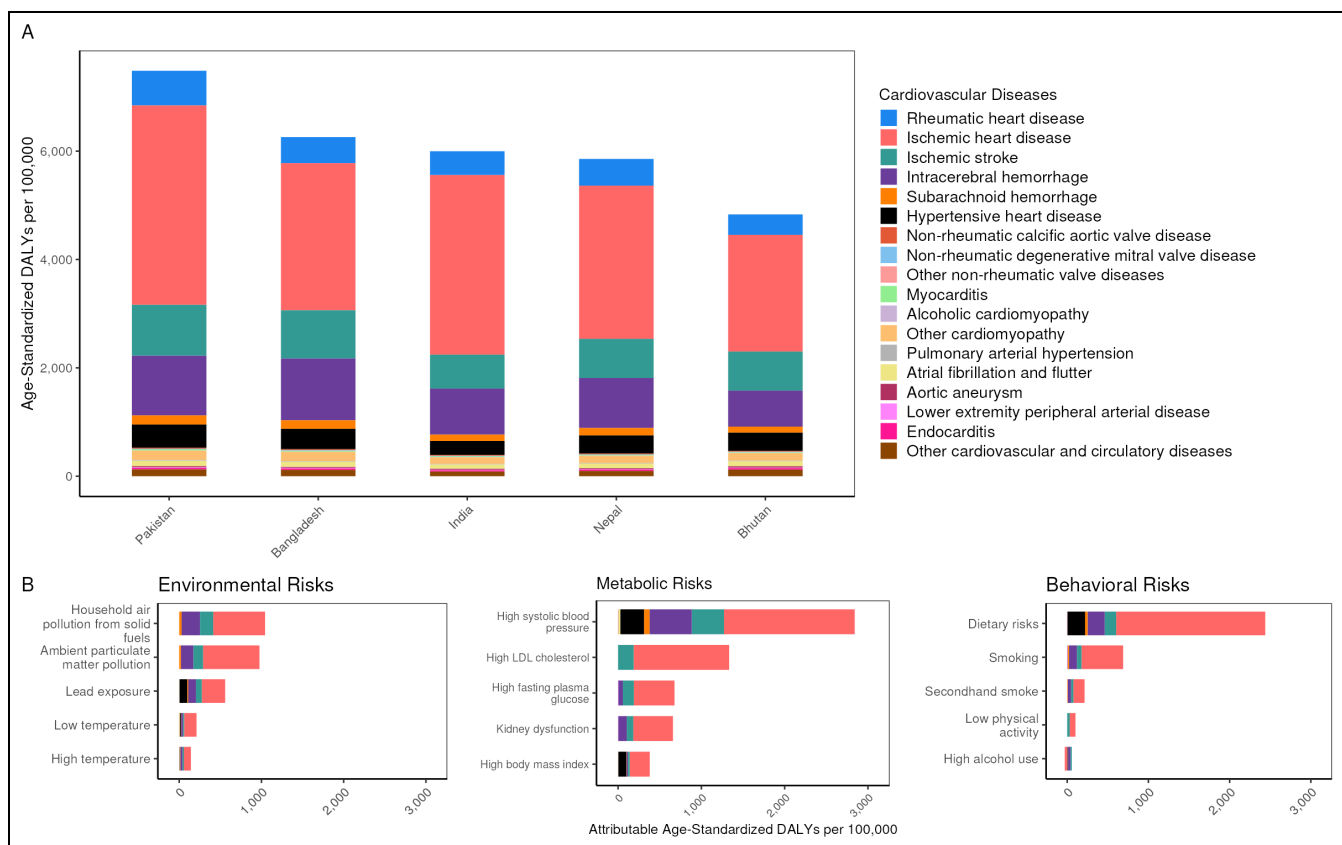 A
Age-Standardized DALYs per 100,000
6,000
4,000
2,000
0
Pakistan
Bangladesh
India
Nepal
Bhutan
Cardiovascular Diseases
Rheumatic heart disease
Ischemic heart disease
Ischemic stroke
Intracerebral hemorrhage
Subarachnoid hemorrhage
Hypertensive heart disease
Non-rheumatic calcific aortic valve disease
Non-rheumatic degenerative mitral valve disease
Other non-rheumatic valve diseases
Myocarditis
Alcoholic cardiomyopathy
Other cardiomyopathy
Pulmonary arterial hypertension
Atrial fibrillation and flutter
Aortic aneurysm
Lower extremity peripheral arterial disease
Endocarditis
Other cardiovascular and circulatory diseases
B
Environmental Risks
Household air
pollution from solid
fuels
Ambient particulate
matter pollution
Lead exposure
Low temperature
High temperature
0
1,000
2,000
3,000
Metabolic Risks
High systolic blood
pressure
High LDL cholesterol
High fasting plasma
glucose
Kidney dysfunction
High body mass index
0
1,000
2,000
3,000
Attributable Age-Standardized DALYs per 100,000
Behavioral Risks
Dietary risks
Smoking
Secondhand smoke
Low physical
activity
High alcohol use
0
1,000
2,000
3,000